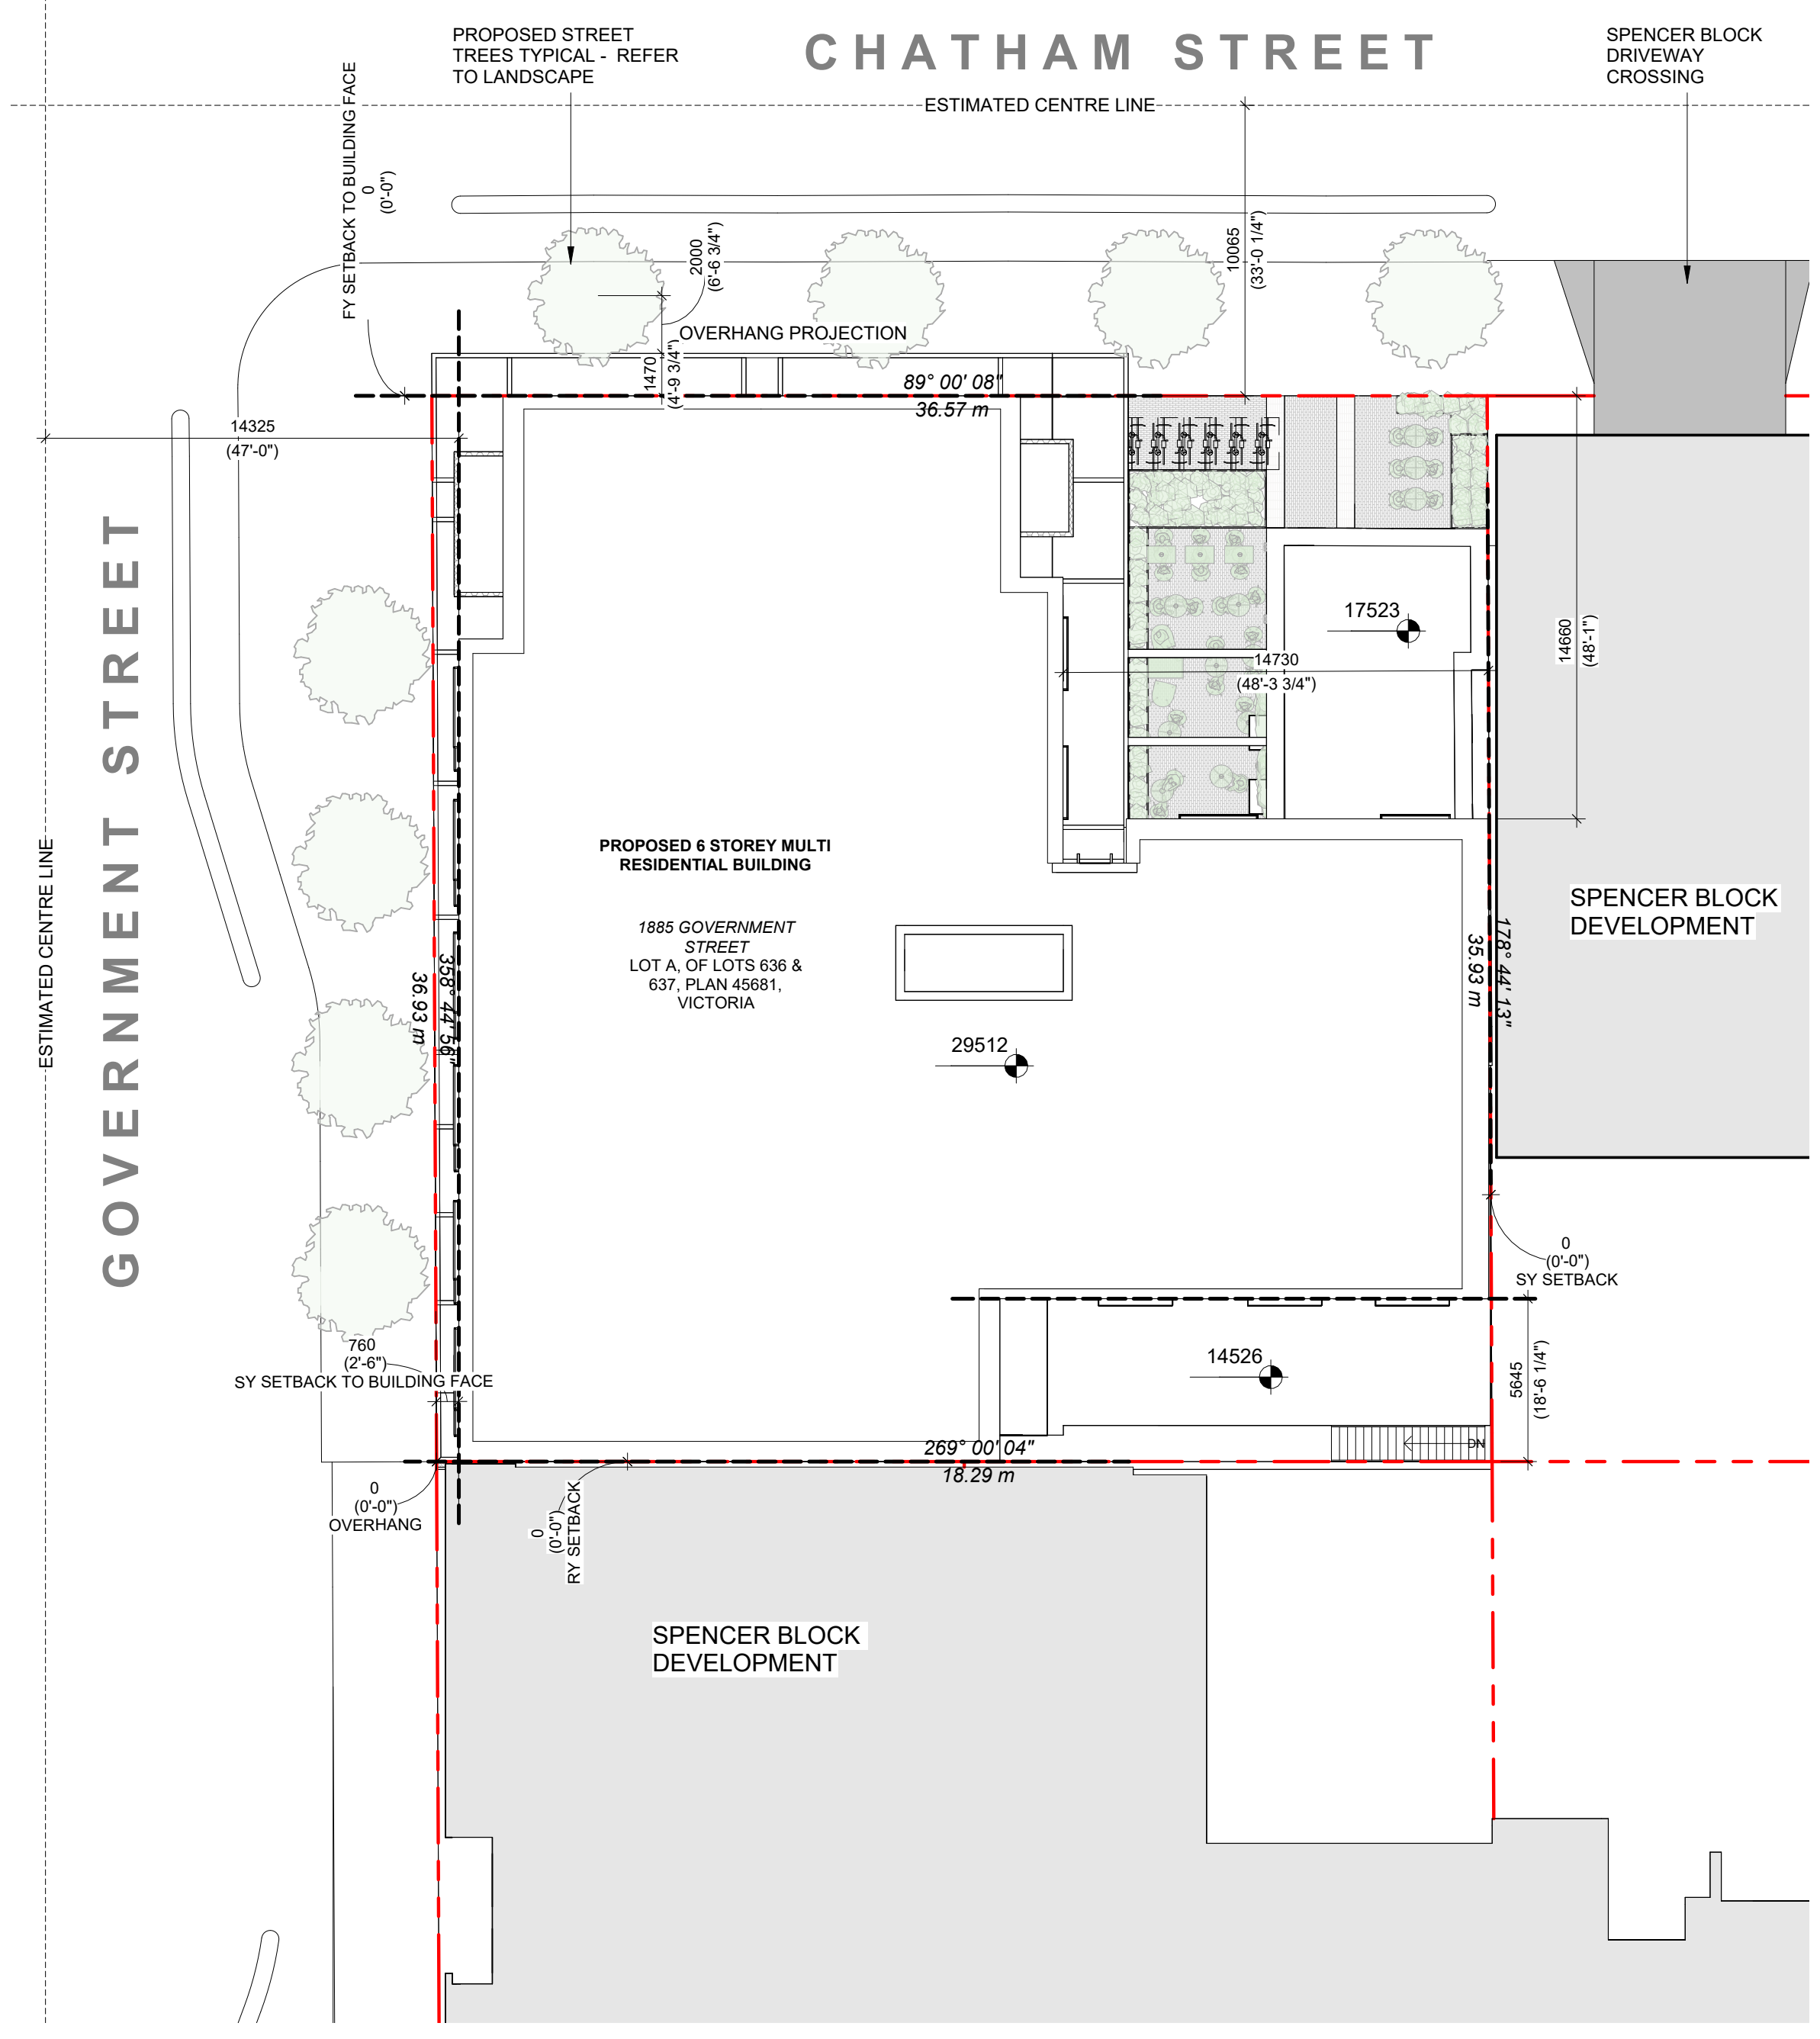 PROPOSED STREET
TREES TYPICAL - REFER
TO LANDSCAPE
CHATHAM STREET
SPENCER BLOCK
DRIVEWAY
CROSSING
ESTIMATED CENTRE LINE
FY SETBACK TO BUILDING FACE
0
(0'-0")
2000
(6'-6 3/4")
10065
(33'-0 1/4")
OVERHANG PROJECTION
1470
(4'-9 3/4")
89° 00' 08"
36.57 m
14325
(47'-0")
GOVERNMENT STREET
ESTIMATED CENTRE LINE
17523
14730
(48'-3 3/4")
14660
(48'-1")
PROPOSED 6 STOREY MULTI
RESIDENTIAL BUILDING
1885 GOVERNMENT
STREET
LOT A, OF LOTS 636 &
637, PLAN 45681,
VICTORIA
SPENCER BLOCK
DEVELOPMENT
358° 44' 56"
36.93 m
178° 44' 13"
35.93 m
29512
0
(0'-0")
SY SETBACK
760
(2'-6")
SY SETBACK TO BUILDING FACE
14526
5645
(18'-6 1/4")
DN
269° 00' 04"
18.29 m
0
(0'-0")
OVERHANG
0
(0'-0")
RY SETBACK
SPENCER BLOCK
DEVELOPMENT